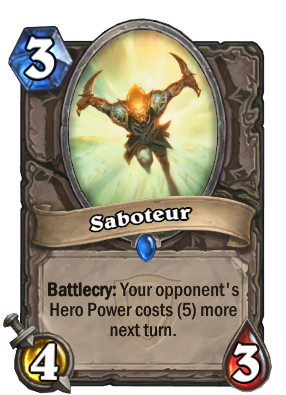 3
Saboteur
Battlecry: Your opponent's
Hero Power costs (5) more
next turn.
4
3